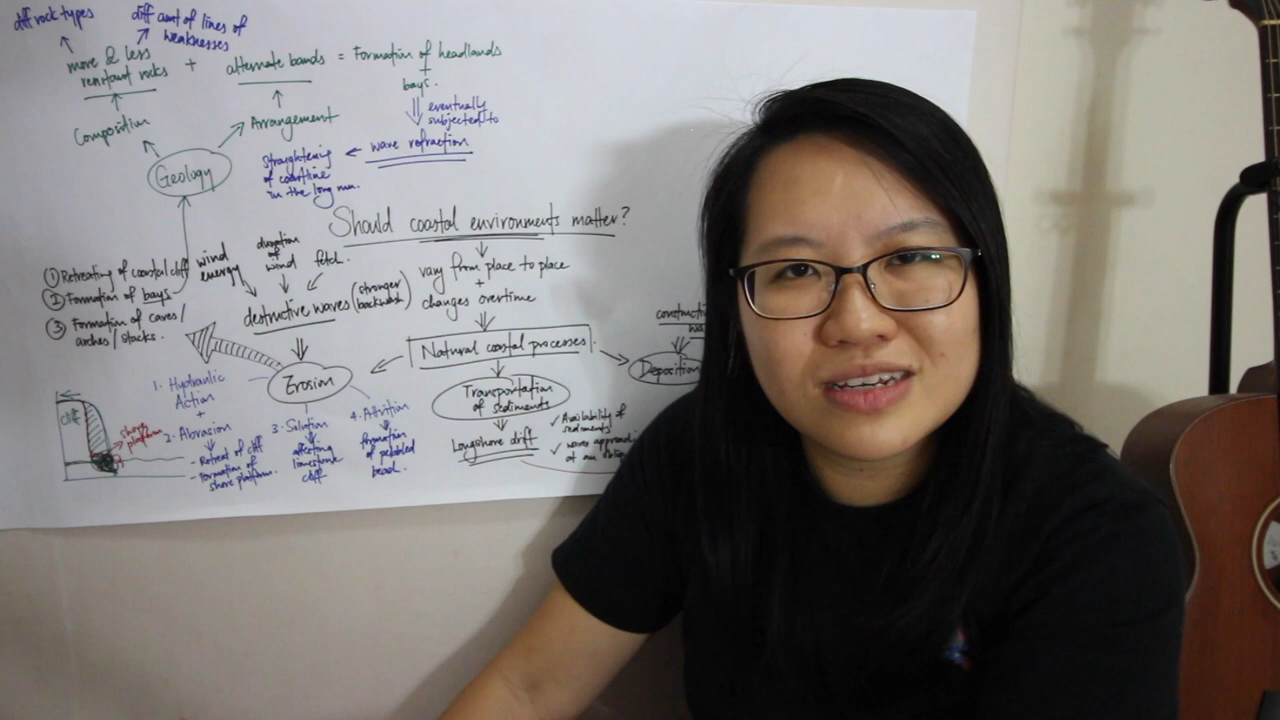 diff rock types
diff amt of lines of
weaknesses
more & less
resistant rocks + alternate bands = Formation of headlands
+
bays.
Composition
Arrangement
eventually
subjected to
wave refraction
straightening
of coastline
in the long run.
Geology
Should coastal environments matter?
① Retreating of coastal cliff
② Formation of bays
③ Formation of caves/
arches/stacks.
wind
energy
duration
of
wind
fetch.
destructive waves (stronger
backwash)
vary from place to place
+
changes overtime
Natural coastal processes.
Erosion
Transportation
of sediments
Deposition
Longshore drift
✓ Availability of
sediments
✓ waves
at an
1. Hydraulic
Action
+
2. Abrasion
- Retreat of cliff
- Formation of
shore platform.
3. Solution
affecting
limestone
cliff
4. Attrition
formation
of pebbled
cliff
shore
platform